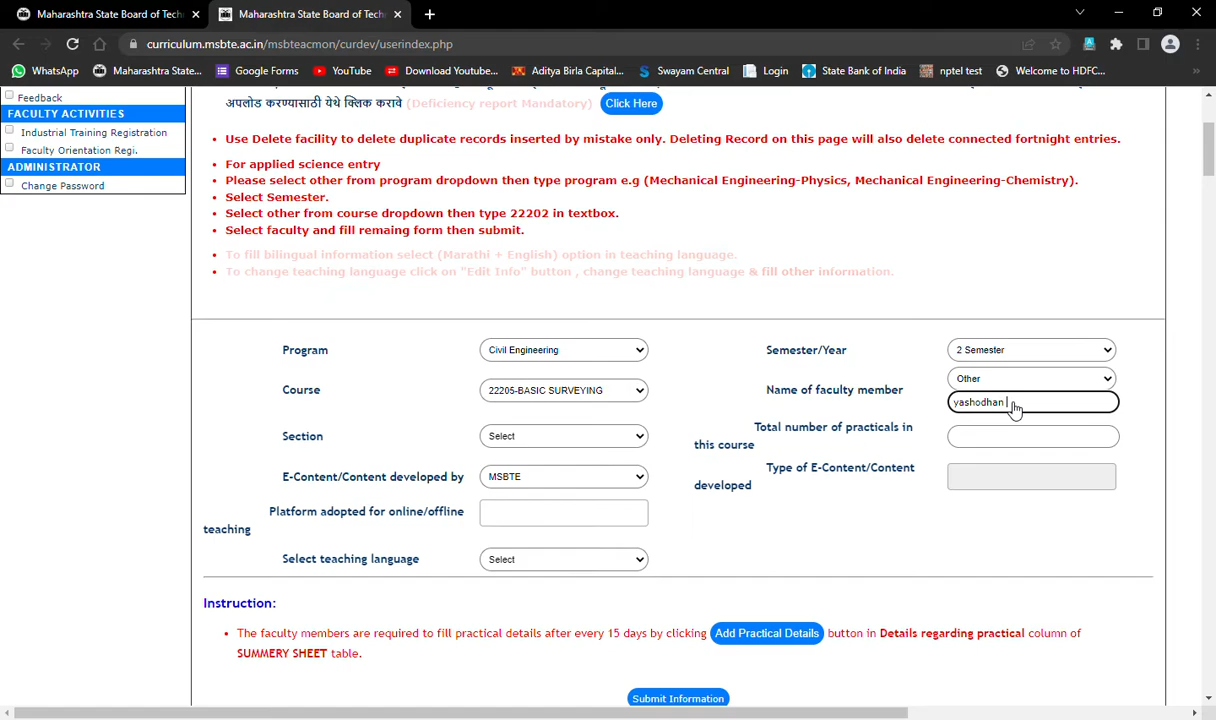 Maharashtra State Board of Tech
Maharashtra State Board of Tech
curriculum.msbte.ac.in/msbteacmon/curdev/userindex.php
WhatsApp
Maharashtra State...
Google Forms
YouTube
Download Youtube...
Aditya Birla Capital...
Swayam Central
Login
State Bank of India
nptel test
Welcome to HDFC...
Feedback
FACULTY ACTIVITIES
Industrial Training Registration
Faculty Orientation Regi.
ADMINISTRATOR
Change Password
अपलोड करण्यासाठी येथे क्लिक करावे (Deficiency report Mandatory) Click Here
• Use Delete facility to delete duplicate records inserted by mistake only. Deleting Record on this page will also delete connected fortnight entries.
• For applied science entry
• Please select other from program dropdown then type program e.g (Mechanical Engineering-Physics, Mechanical Engineering-Chemistry).
• Select Semester.
• Select other from course dropdown then type 22202 in textbox.
• Select faculty and fill remaing form then submit.
• To fill bilingual information select (Marathi + English) option in teaching language.
• To change teaching language click on "Edit Info" button , change teaching language & fill other information.
Program
Civil Engineering
Semester/Year
2 Semester
Course
22205-BASIC SURVEYING
Name of faculty member
Other
yashodhan
Section
Select
Total number of practicals in
this course
E-Content/Content developed by
MSBTE
Type of E-Content/Content
developed
Platform adopted for online/offline
teaching
Select teaching language
Select
Instruction:
• The faculty members are required to fill practical details after every 15 days by clicking Add Practical Details button in Details regarding practical column of
SUMMERY SHEET table.
Submit Information